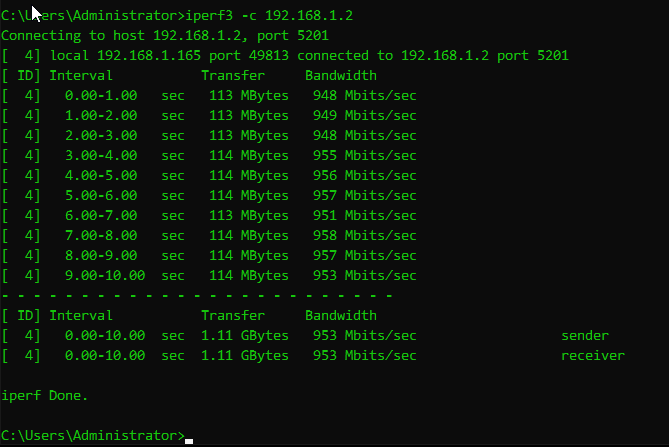 C:\Users\Administrator>iperf3 -c 192.168.1.2
Connecting to host 192.168.1.2, port 5201
[  4] local 192.168.1.165 port 49813 connected to 192.168.1.2 port 5201
[ ID] Interval           Transfer     Bandwidth
[  4]   0.00-1.00   sec   113 MBytes   948 Mbits/sec
[  4]   1.00-2.00   sec   113 MBytes   949 Mbits/sec
[  4]   2.00-3.00   sec   113 MBytes   948 Mbits/sec
[  4]   3.00-4.00   sec   114 MBytes   955 Mbits/sec
[  4]   4.00-5.00   sec   114 MBytes   956 Mbits/sec
[  4]   5.00-6.00   sec   114 MBytes   957 Mbits/sec
[  4]   6.00-7.00   sec   113 MBytes   951 Mbits/sec
[  4]   7.00-8.00   sec   114 MBytes   958 Mbits/sec
[  4]   8.00-9.00   sec   114 MBytes   957 Mbits/sec
[  4]   9.00-10.00  sec   114 MBytes   953 Mbits/sec
- - - - - - - - - - - - - - - - - - - - - - - - -
[ ID] Interval           Transfer     Bandwidth
[  4]   0.00-10.00  sec  1.11 GBytes   953 Mbits/sec                  sender
[  4]   0.00-10.00  sec  1.11 GBytes   953 Mbits/sec                  receiver
iperf Done.
C:\Users\Administrator>